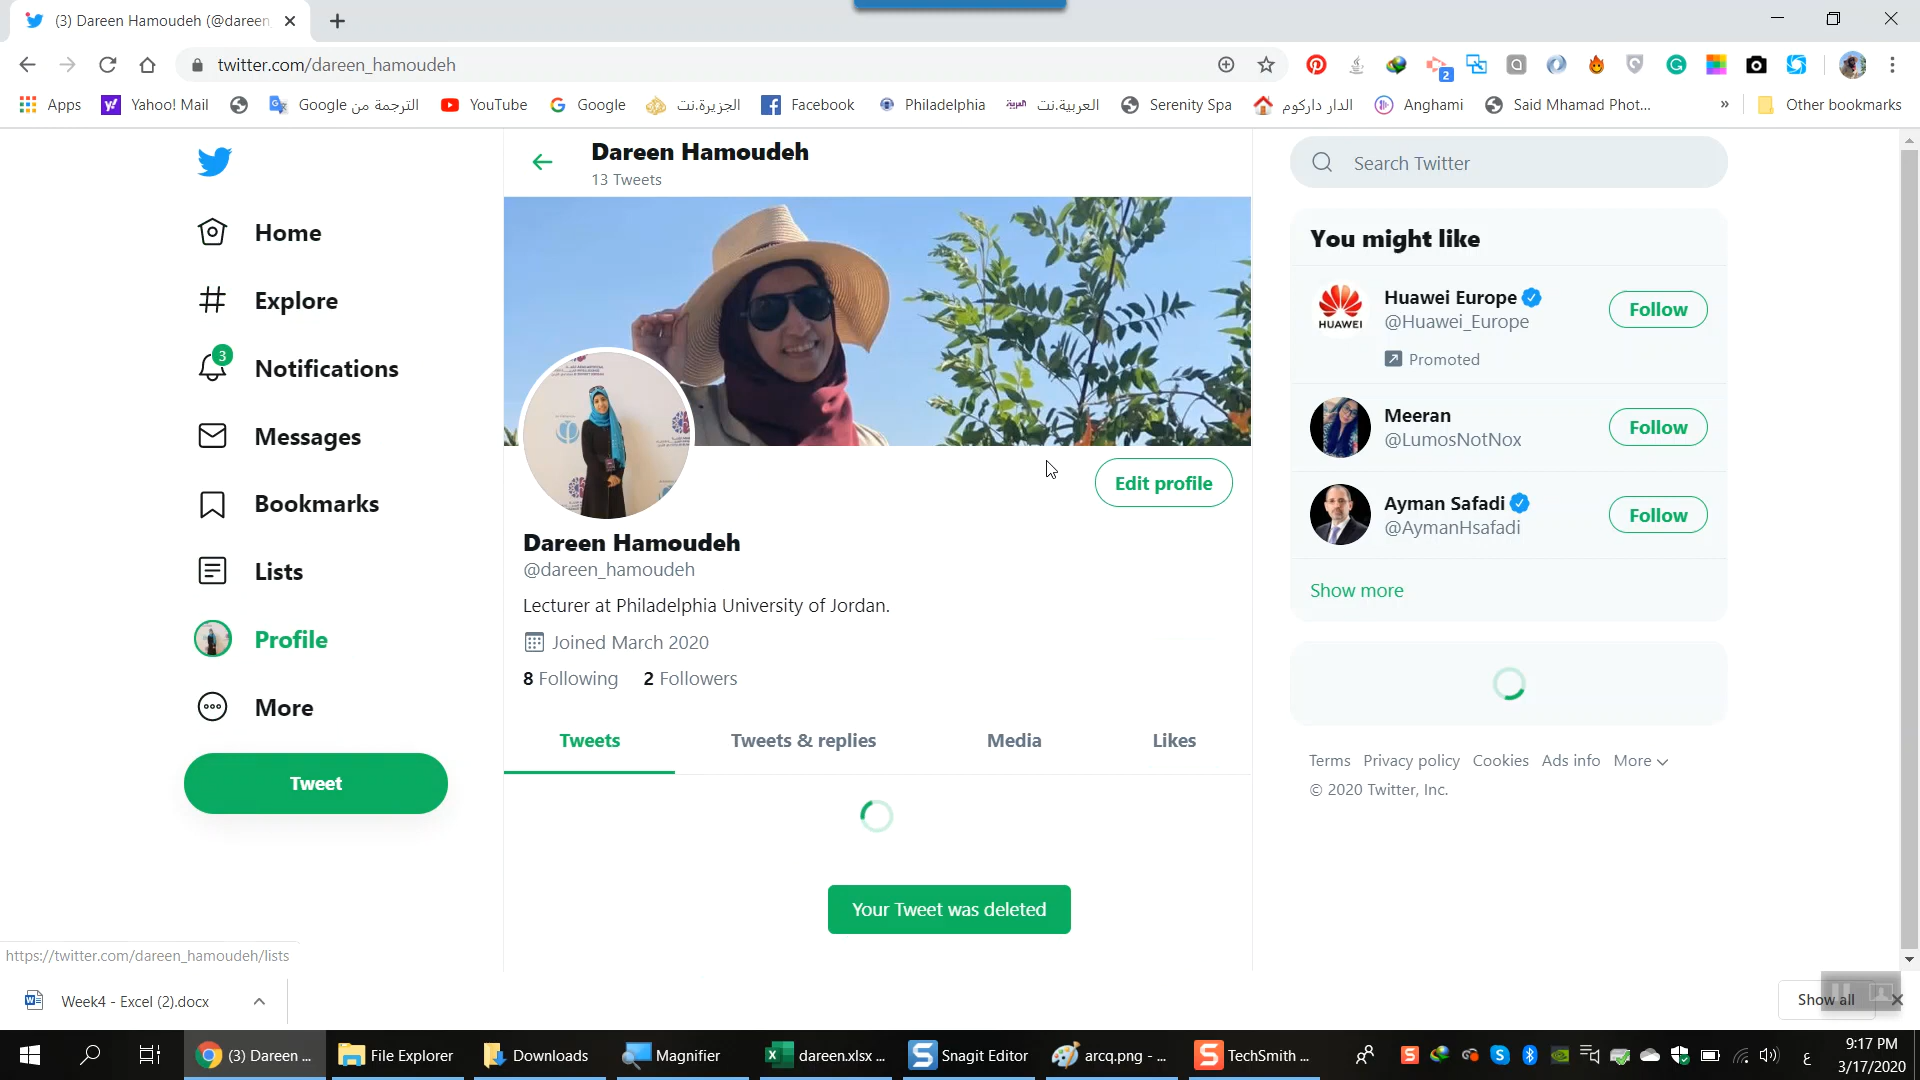 (3) Dareen Hamoudeh (@dareen
twitter.com/dareen_hamoudeh
2
Apps
Yahoo! Mail
الترجمة من Google
YouTube
Google
الجزيرة.نت
Facebook
Philadelphia
العربية.نت
Serenity Spa
الدار داركوم
Anghami
Said Mhamad Phot...
»
Other bookmarks
Home
Explore
3
Notifications
Messages
Bookmarks
Lists
Profile
More
Tweet
Dareen Hamoudeh
13 Tweets
Edit profile
Dareen Hamoudeh
@dareen_hamoudeh
Lecturer at Philadelphia University of Jordan.
Joined March 2020
8 Following 2 Followers
Tweets
Tweets & replies
Media
Likes
Your Tweet was deleted
Search Twitter
You might like
HUAWEI
Huawei Europe
@Huawei_Europe
Promoted
Follow
Meeran
@LumosNotNox
Follow
Ayman Safadi
@AymanHsafadi
Follow
Show more
Terms Privacy policy Cookies Ads info More
© 2020 Twitter, Inc.
https://twitter.com/dareen_hamoudeh/lists
Week4 - Excel (2).docx
Show all
(3) Dareen ...
File Explorer
Downloads
Magnifier
dareen.xlsx ...
Snagit Editor
arcq.png - ...
TechSmith ...
ع
9:17 PM
3/17/2020